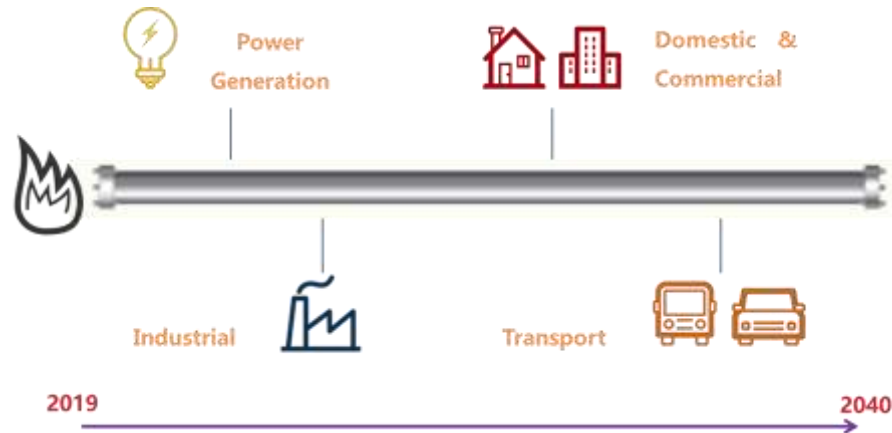 Power
Generation
Domestic &
Commercial
Industrial
Transport
2019
2040